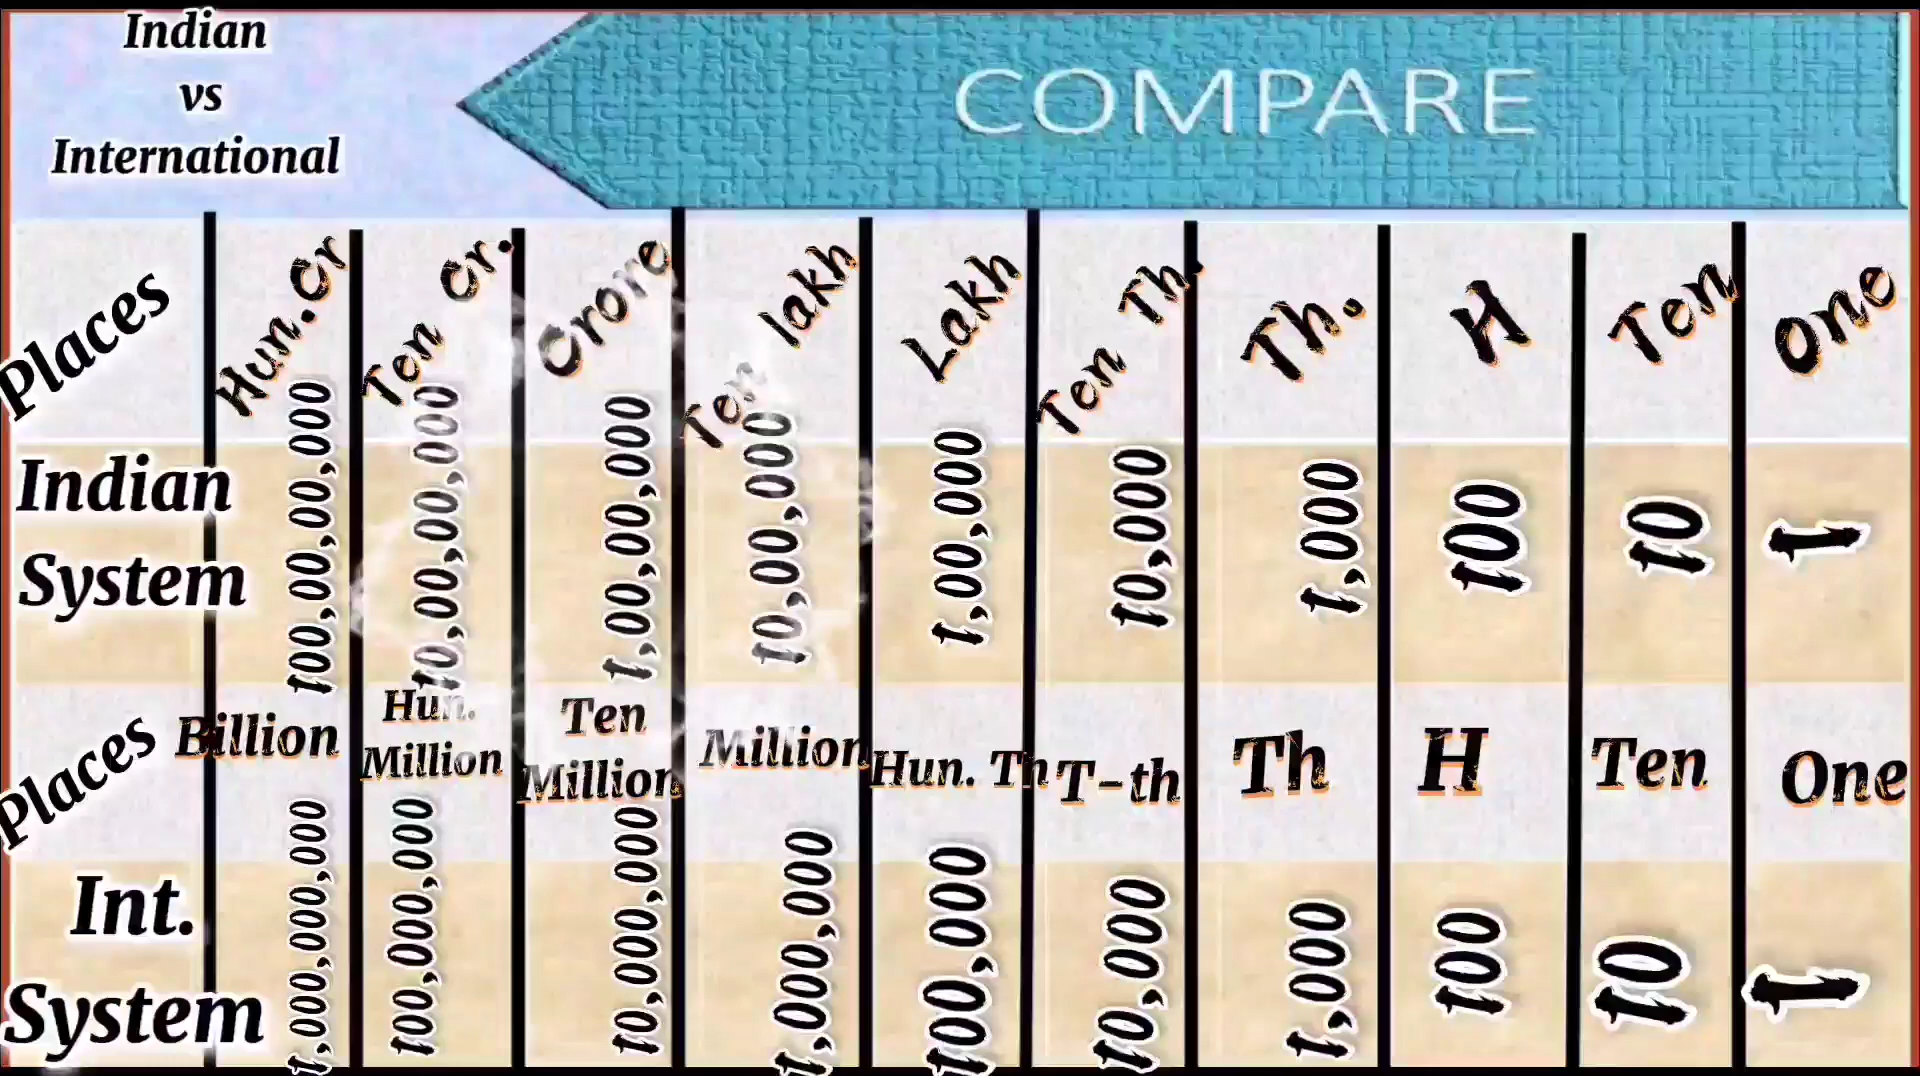 Indian
vs
International
COMPARE
Places
Hun.Cr
Ten Cr.
Crore
Ten lakh
Lakh
Ten Th.
Th.
H
Ten
One
Indian
System
100,00,00,000
10,00,00,000
1,00,00,000
10,00,000
1,00,000
10,000
1,000
100
10
1
Places
Billion
Hun.
Million
Ten
Million
Million
Hun. Th
T-th
Th
H
Ten
One
Int.
System
1,000,000,000
100,000,000
10,000,000
1,000,000
100,000
10,000
1,000
100
10
1